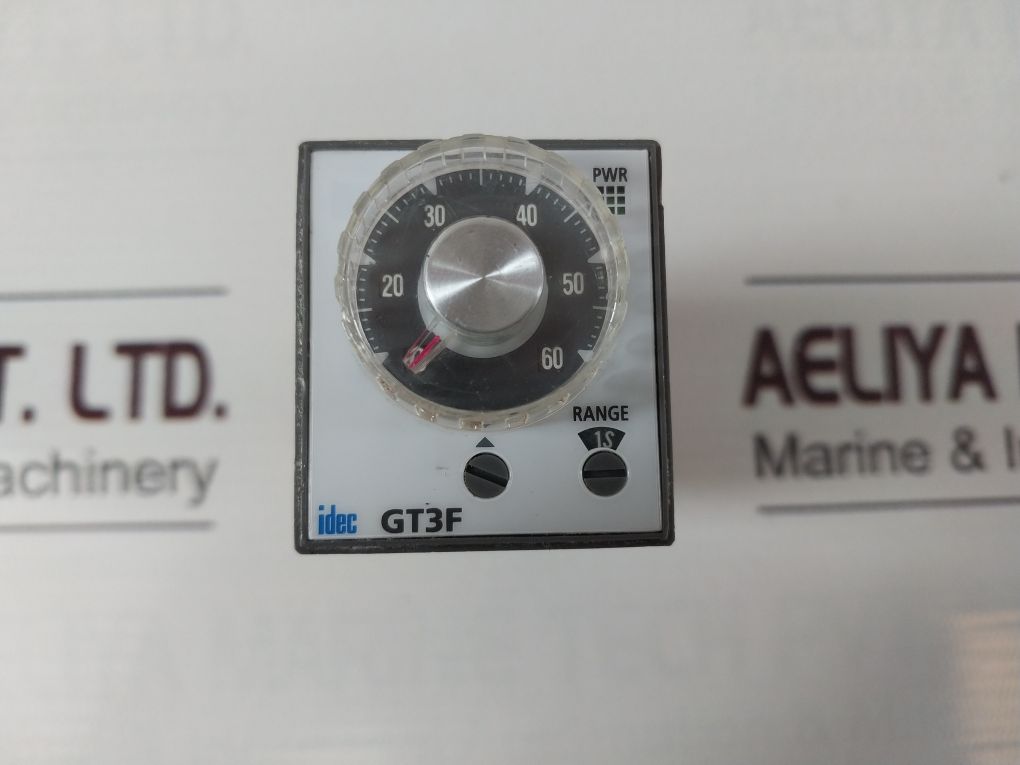 PWR
30 40
20 50
60
RANGE
1S
idec GT3F
T. LTD.
achinery
AELIYA
Marine &